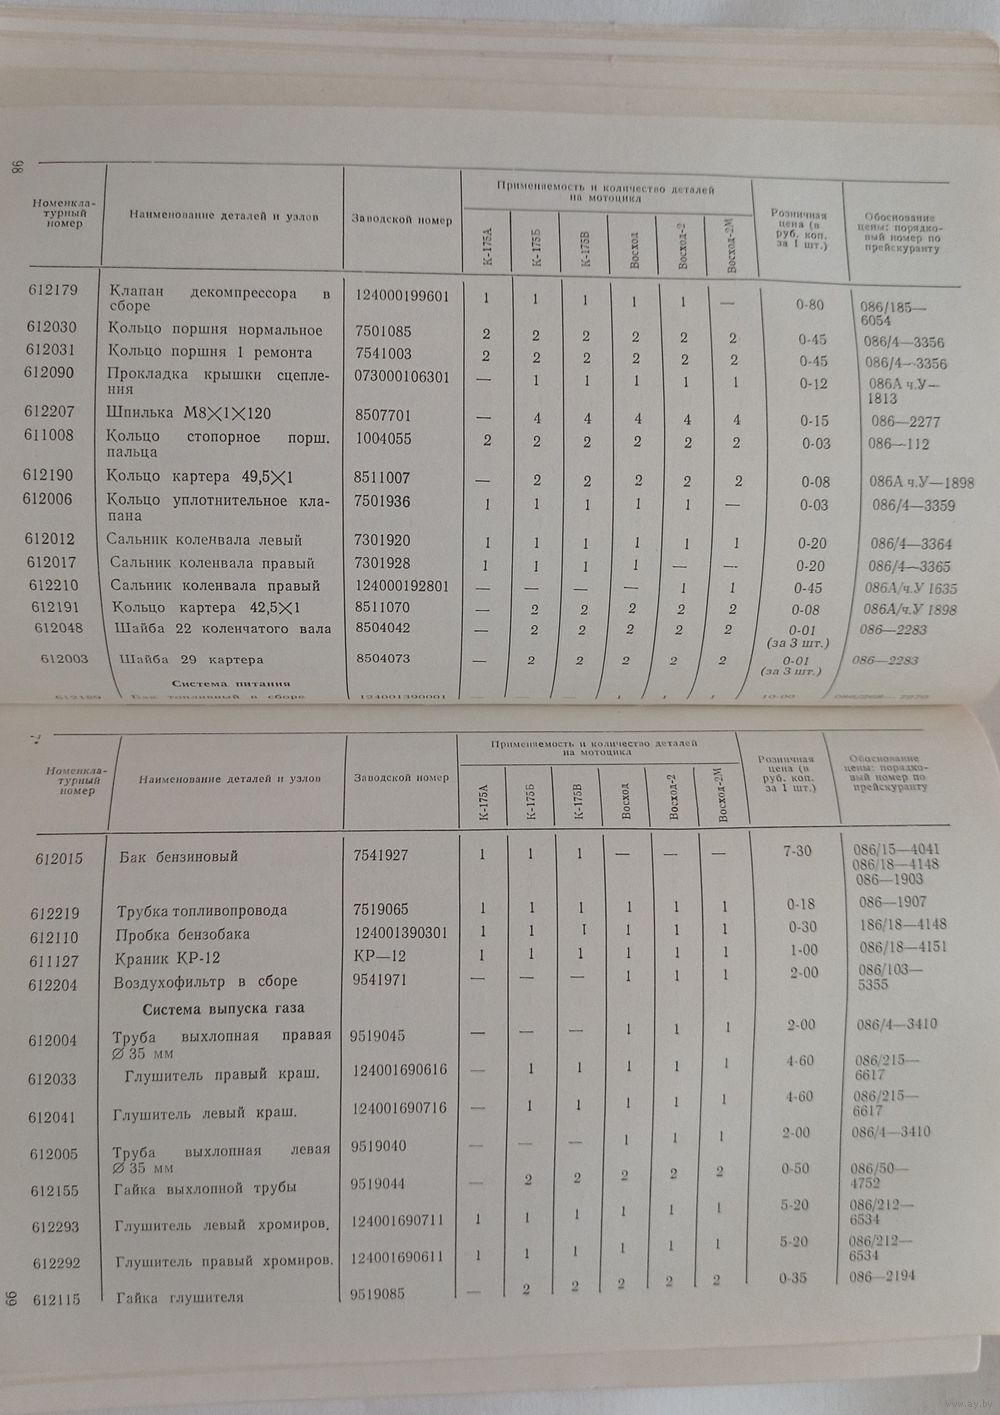 98
Номенкла-турный номер | Наименование деталей и узлов | Заводской номер | Применяемость и количество деталей на мотоцикл | Розничная цена (в руб. коп. за 1 шт.) | Обоснование цены: порядко-вый номер по прейскуранту
К-175А | К-175Б | К-175В | Восход | Восход-2 | Восход-2М
612179 Клапан декомпрессора в 124000199601 1 1 1 1 1 — 0-80 086/185—
сборе 6054
612030 Кольцо поршня нормальное 7501085 2 2 2 2 2 2 0-45 086/4—3356
612031 Кольцо поршня 1 ремонта 7541003 2 2 2 2 2 2 0-45 086/4—3356
612090 Прокладка крышки сцепле- 073000106301 — 1 1 1 1 1 0-12 086А ч.У—
ния 1813
612207 Шпилька М8×1×120 8507701 — 4 4 4 4 4 0-15 086—2277
611008 Кольцо стопорное порш. 1004055 2 2 2 2 2 2 0-03 086—112
пальца
612190 Кольцо картера 49,5×1 8511007 — 2 2 2 2 2 0-08 086А ч.У—1898
612006 Кольцо уплотнительное кла- 7501936 1 1 1 1 1 — 0-03 086/4—3359
пана
612012 Сальник коленвала левый 7301920 1 1 1 1 1 1 0-20 086/4—3364
612017 Сальник коленвала правый 7301928 1 1 1 1 — — 0-20 086/4—3365
612210 Сальник коленвала правый 124000192801 — — — — 1 1 0-45 086А/ч.У 1635
612191 Кольцо картера 42,5×1 8511070 — 2 2 2 2 2 0-08 086А/ч.У 1898
612048 Шайба 22 коленчатого вала 8504042 — 2 2 2 2 2 0-01 086—2283
(за 3 шт.)
612003 Шайба 29 картера 8504073 — 2 2 2 2 2 0-01 086—2283
(за 3 шт.)
Система питания
Бак топливный в сборе 124001390001 — — — 1 1 1 10-00
Номенкла-турный номер | Наименование деталей и узлов | Заводской номер | Применяемость и количество деталей на мотоцикл | Розничная цена (в руб. коп. за 1 шт.) | Обоснование цены: порядко-вый номер по прейскуранту
К-175А | К-175Б | К-175В | Восход | Восход-2 | Восход-2М
612015 Бак бензиновый 7541927 1 1 1 — — — 7-30 086/15—4041
086/18—4148
086—1903
612219 Трубка топливопровода 7519065 1 1 1 1 1 1 0-18 086—1907
612110 Пробка бензобака 124001390301 1 1 1 1 1 1 0-30 186/18—4148
611127 Краник КР-12 КР—12 1 1 1 1 1 1 1-00 086/18—4151
612204 Воздухофильтр в сборе 9541971 — — — 1 1 1 2-00 086/103—
5355
Система выпуска газа
612004 Труба выхлопная правая 9519045 — — — 1 1 1 2-00 086/4—3410
∅ 35 мм
612033 Глушитель правый краш. 124001690616 — 1 1 1 1 1 4-60 086/215—
6617
612041 Глушитель левый краш. 124001690716 — 1 1 1 1 1 4-60 086/215—
6617
612005 Труба выхлопная левая 9519040 — — — 1 1 1 2-00 086/4—3410
∅ 35 мм
612155 Гайка выхлопной трубы 9519044 — 2 2 2 2 2 0-50 086/50—
4752
612293 Глушитель левый хромиров. 124001690711 1 1 1 1 1 1 5-20 086/212—
6534
612292 Глушитель правый хромиров. 124001690611 1 1 1 1 1 1 5-20 086/212—
6534
612115 Гайка глушителя 9519085 — 2 2 2 2 2 0-35 086—2194
99
www.ay.by